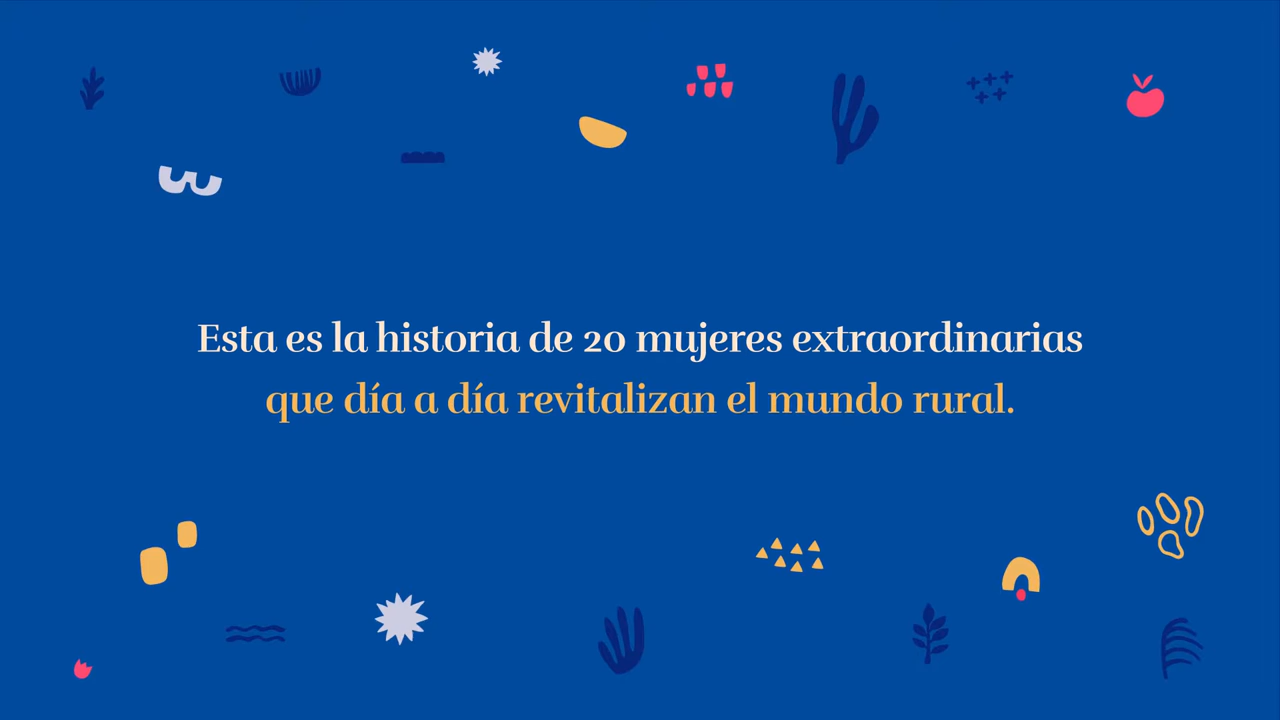 Esta es la historia de 20 mujeres extraordinarias
que día a día revitalizan el mundo rural.